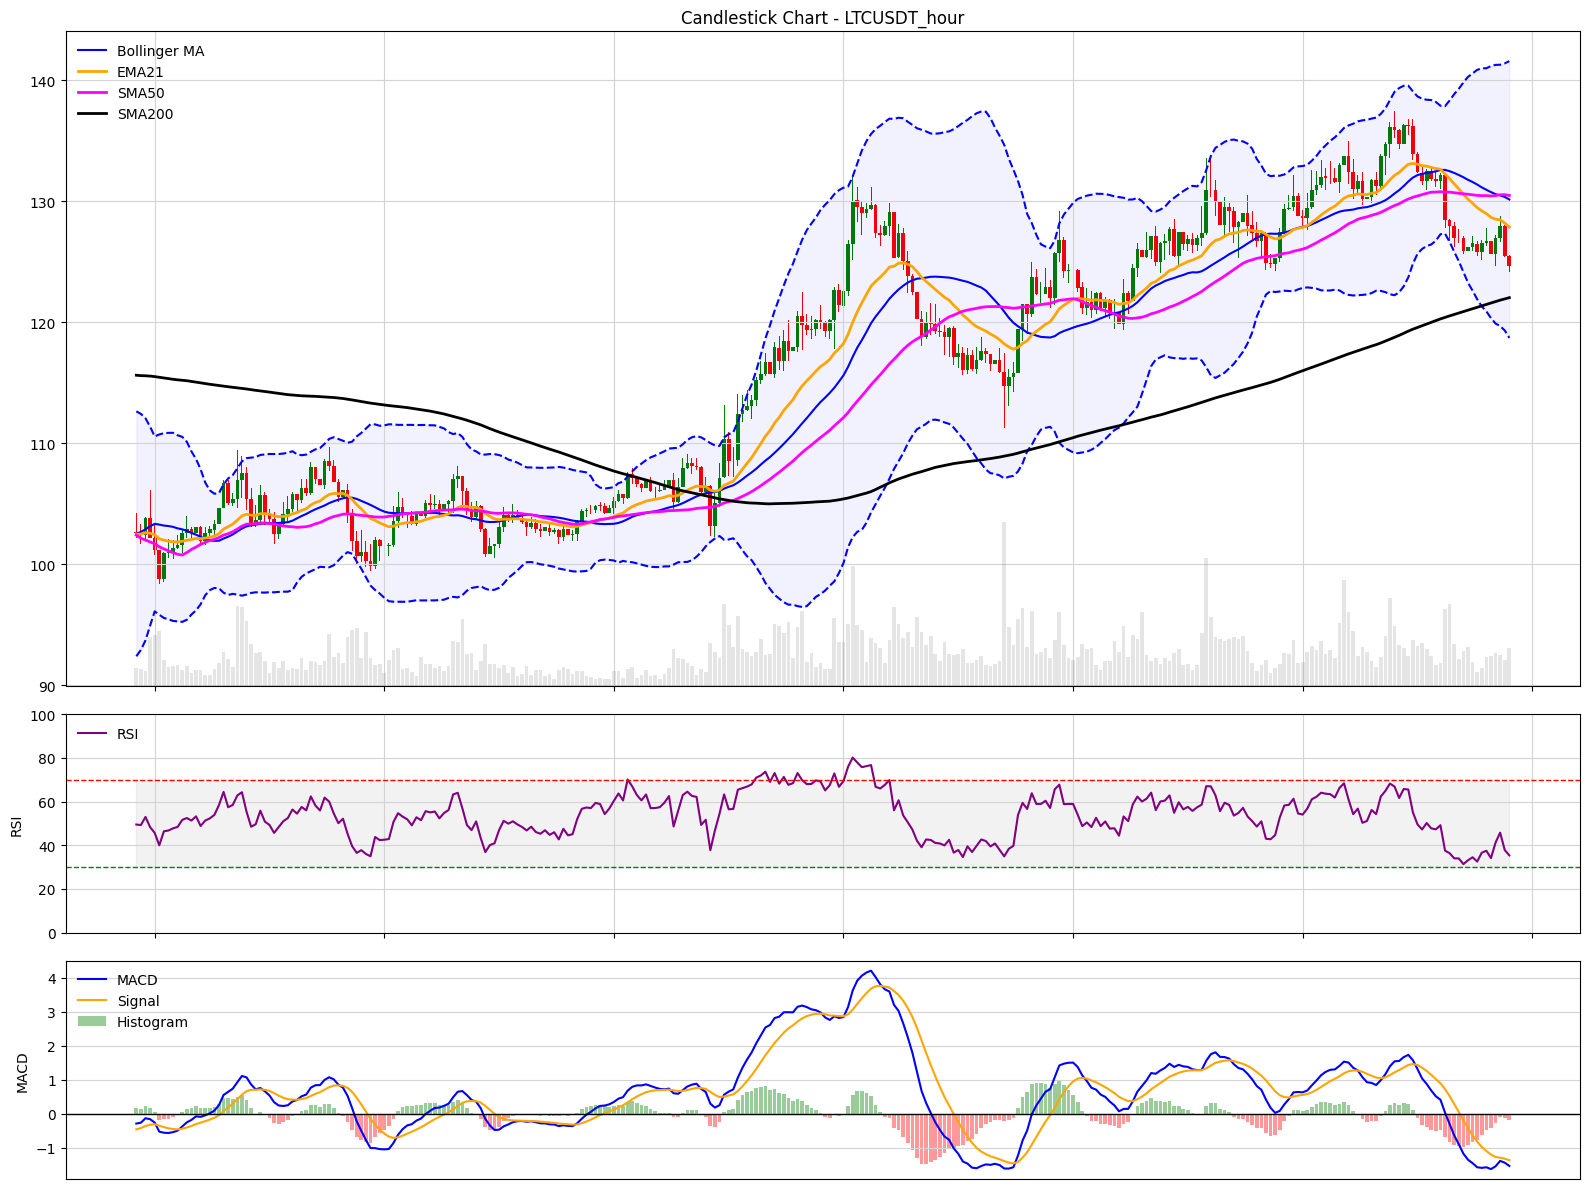 Candlestick Chart - LTCUSDT_hour
Bollinger MA
EMA21
SMA50
SMA200
140
130
120
110
100
90
RSI
100
80
60
40
20
0
RSI
MACD
Signal
Histogram
4
3
2
1
0
−1
MACD